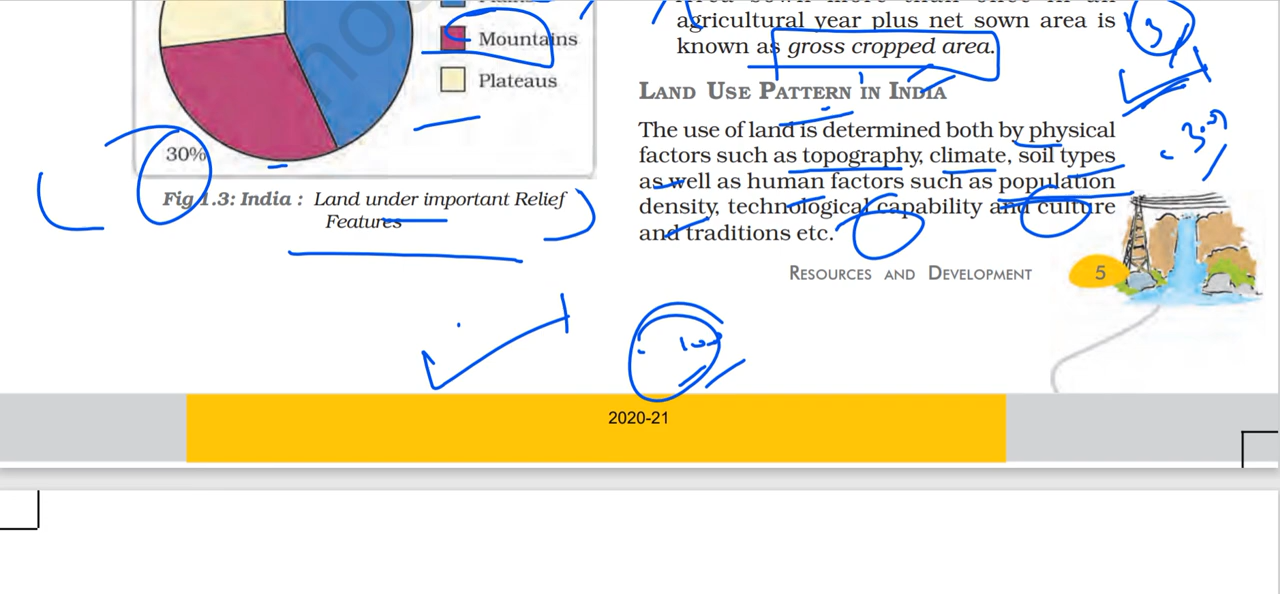 Mountains
Plateaus
30%
Fig 1.3: India : Land under important Relief
Features
agricultural year plus net sown area is
known as gross cropped area.
LAND USE PATTERN IN INDIA
The use of land is determined both by physical
factors such as topography, climate, soil types
as well as human factors such as population
density, technological capability and culture
and traditions etc.
RESOURCES AND DEVELOPMENT
5
2020-21